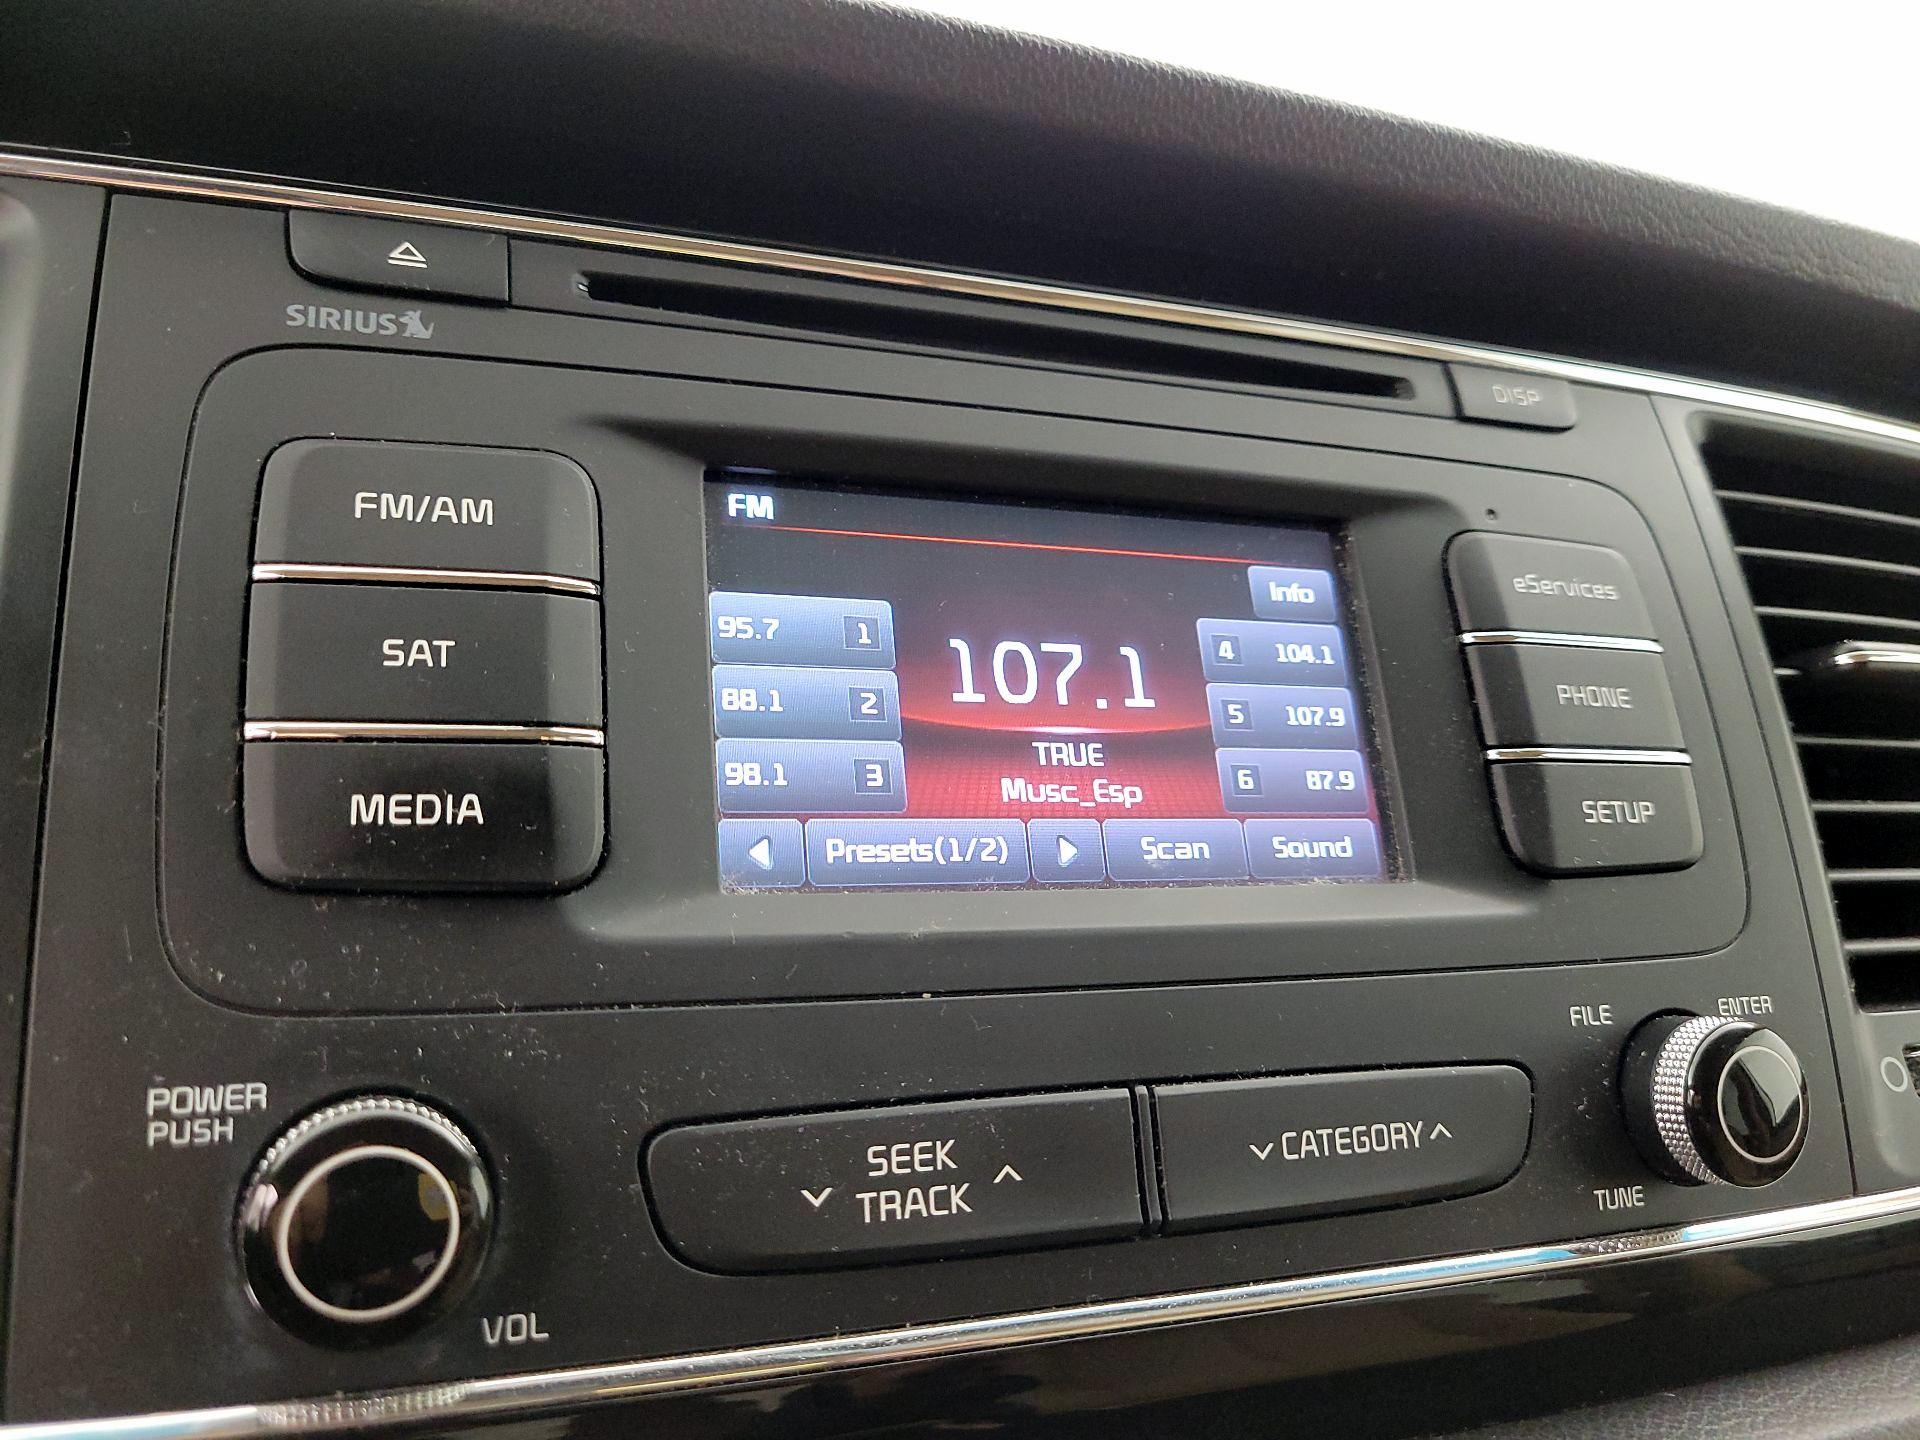 SIRIUS
DISP
FM/AM
SAT
MEDIA
FM
Info
95.7 1
88.1 2
98.1 3
107.1
TRUE
Musc_Esp
4 104.1
5 107.9
6 87.9
Presets(1/2)
Scan
Sound
eServices
PHONE
SETUP
POWER
PUSH
VOL
SEEK
TRACK
CATEGORY
FILE
ENTER
TUNE